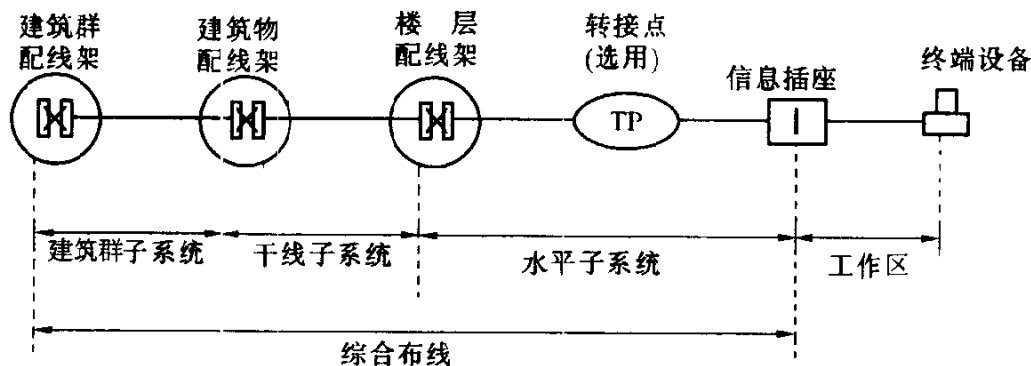 建筑群
配线架
建筑物
配线架
楼 层
配线架
转接点
(选用)
信息插座
终端设备
TP
建筑群子系统
干线子系统
水平子系统
工作区
综合布线